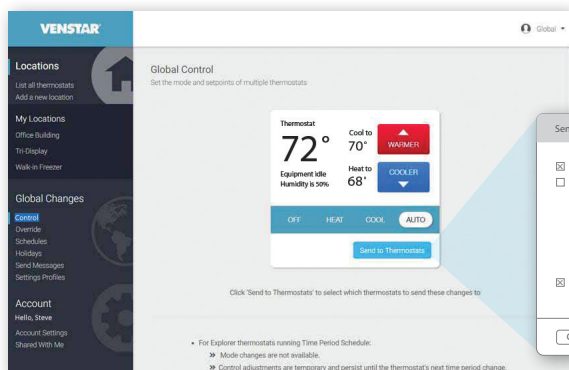 VENSTAR
Global
Locations
List all thermostats
Add a new location
My Locations
Office Building
Tri-Display
Walk-in Freezer
Global Changes
Control
Override
Schedules
Holidays
Send Messages
Settings Profiles
Account
Hello, Steve
Account Settings
Shared With Me
Global Control
Set the mode and setpoints of multiple thermostats
Thermostat
72°
Equipment idle
Humidity is 50%
Cool to
70°
Heat to
68°
WARMER
COOLER
OFF HEAT COOL AUTO
Send to Thermostats
Click 'Send to Thermostats' to select which thermostats to send these changes to
• For Explorer thermostats running Time Period Schedule:
» Mode changes are not available.
» Control adjustments are temporary and persist until the thermostat's next time period change.